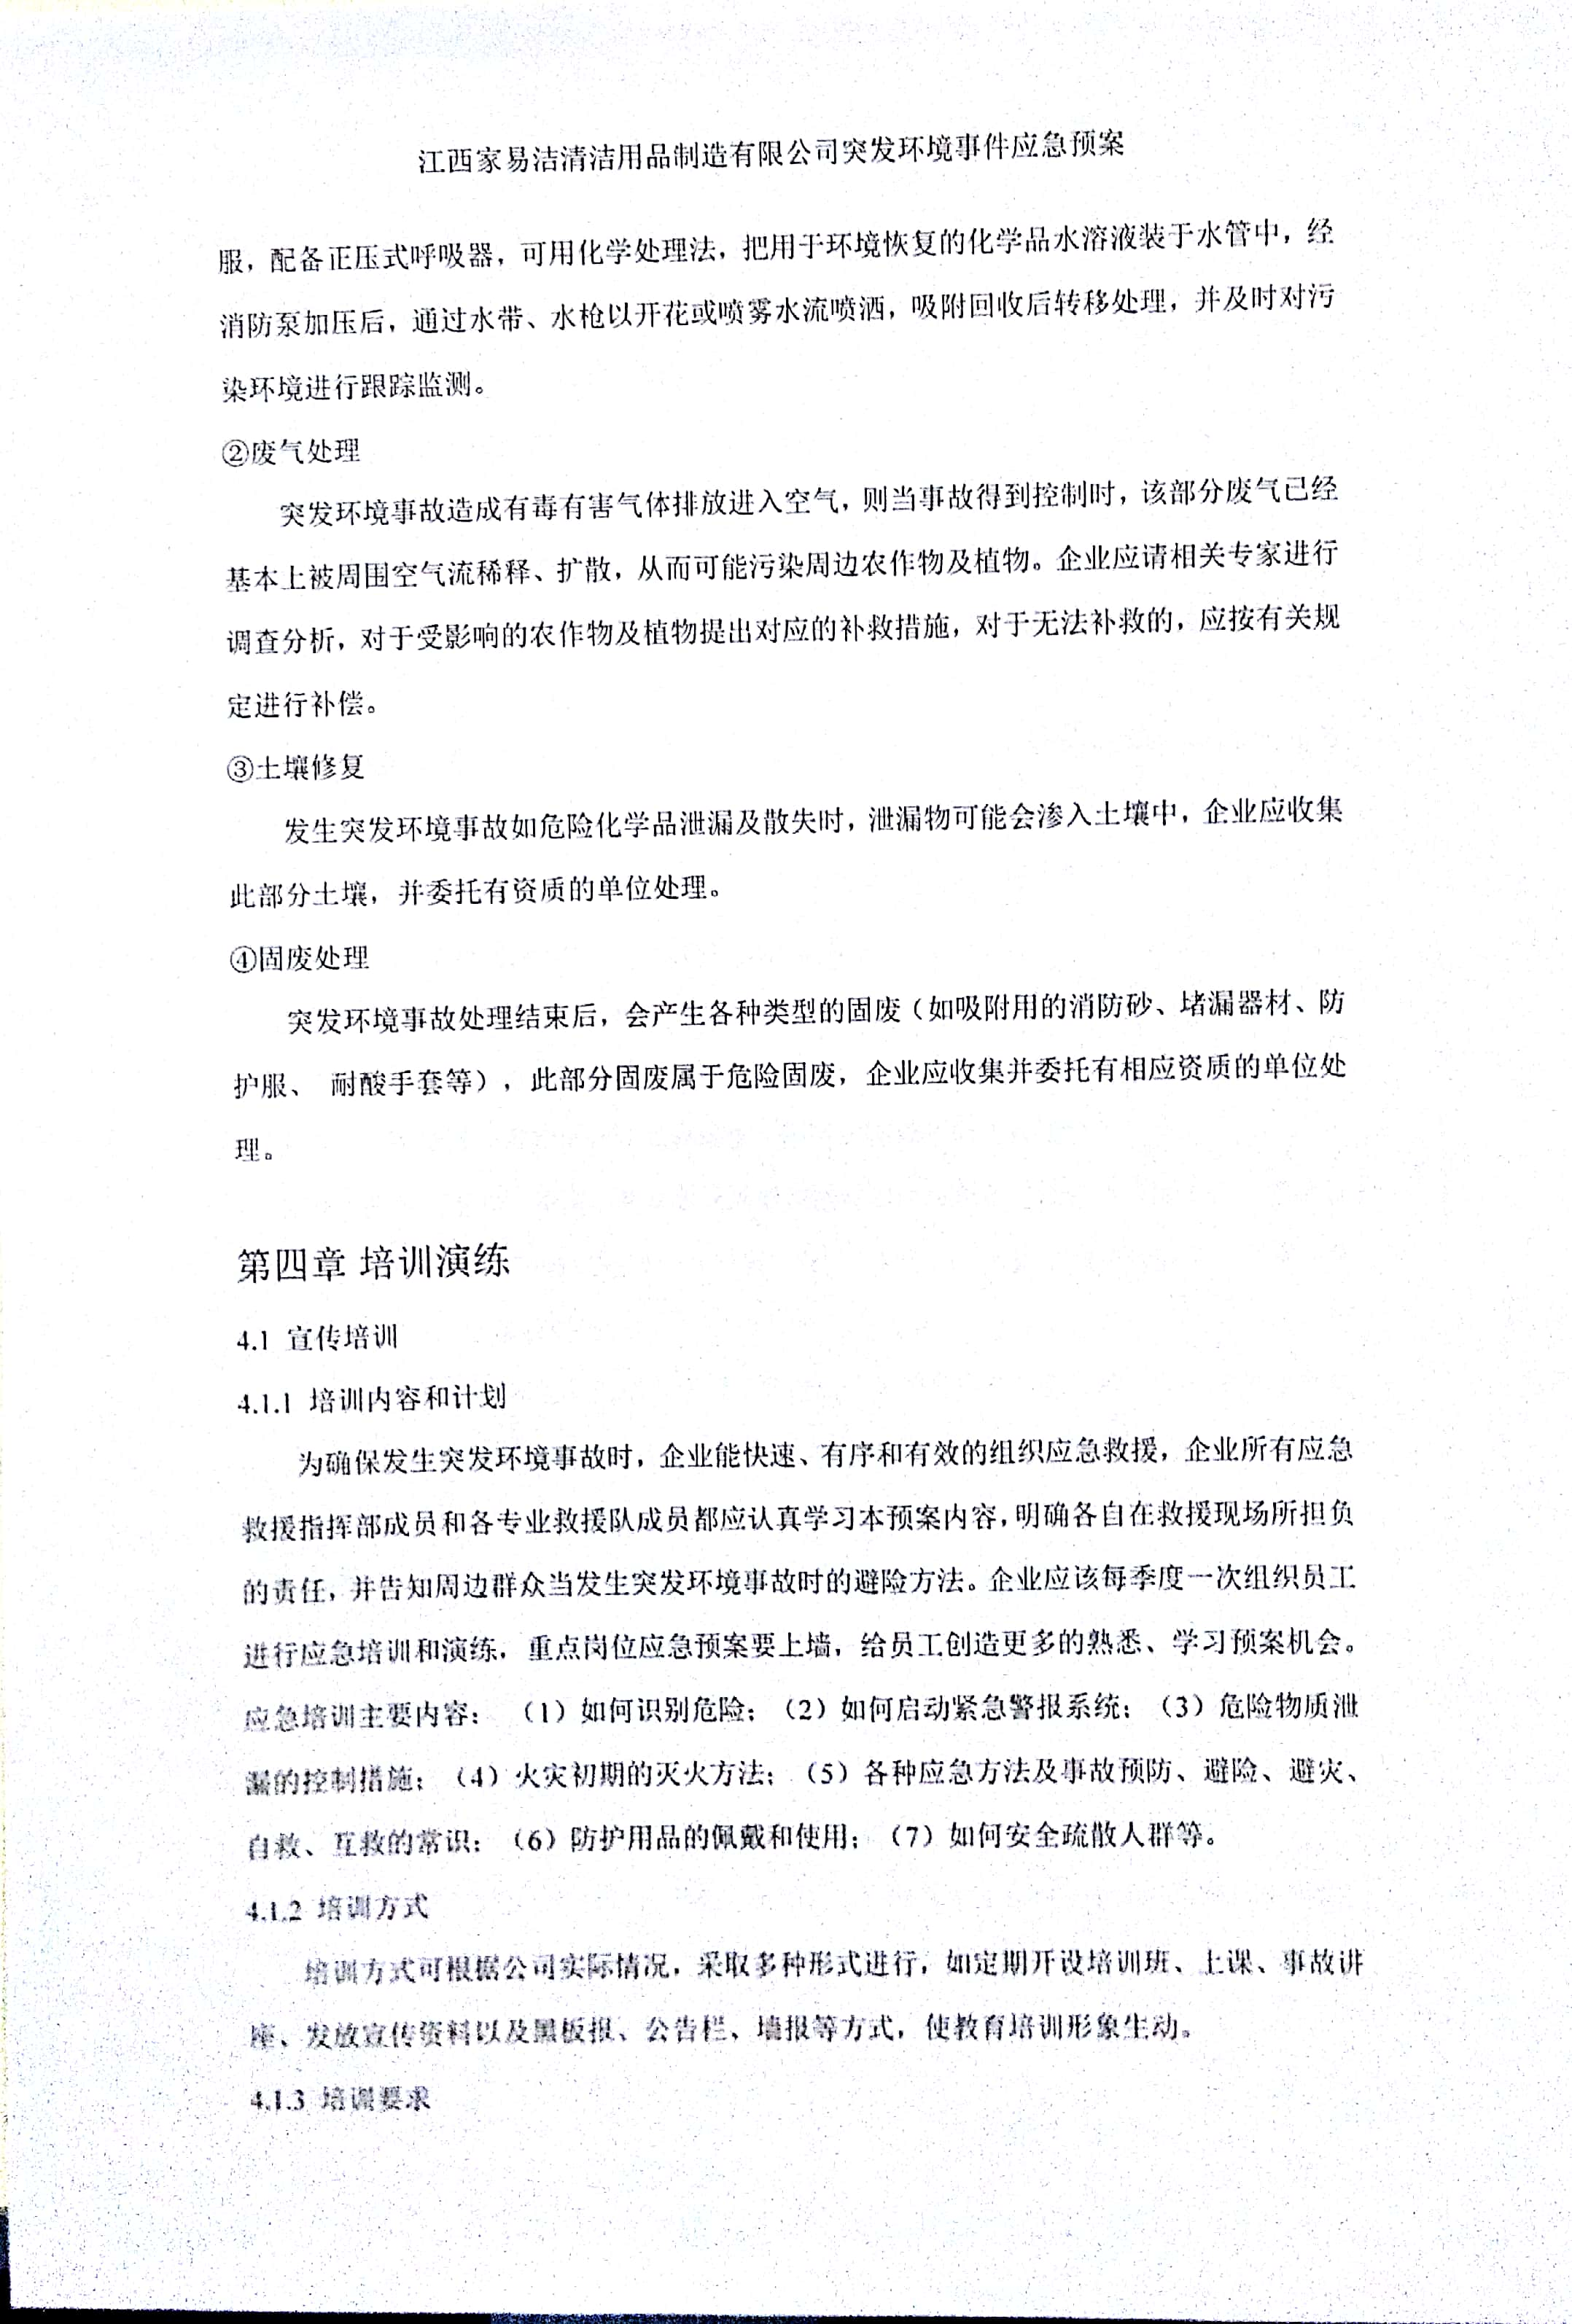 江西家易洁清洁用品制造有限公司突发环境事件应急预案
服，配备正压式呼吸器，可用化学处理法，把用于环境恢复的化学品水溶液装于水管中，经
消防泵加压后，通过水带、水枪以开花或喷雾水流喷洒，吸附回收后转移处理，并及时对污
染环境进行跟踪监测。
②废气处理
突发环境事故造成有毒有害气体排放进入空气，则当事故得到控制时，该部分废气已经
基本上被周围空气流稀释、扩散，从而可能污染周边农作物及植物。企业应请相关专家进行
调查分析，对于受影响的农作物及植物提出对应的补救措施，对于无法补救的，应按有关规
定进行补偿。
③土壤修复
发生突发环境事故如危险化学品泄漏及散失时，泄漏物可能会渗入土壤中，企业应收集
此部分土壤，并委托有资质的单位处理。
④固废处理
突发环境事故处理结束后，会产生各种类型的固废（如吸附用的消防砂、堵漏器材、防
护服、 耐酸手套等），此部分固废属于危险固废，企业应收集并委托有相应资质的单位处
理。
第四章 培训演练
4.1 宣传培训
4.1.1 培训内容和计划
为确保发生突发环境事故时，企业能快速、有序和有效的组织应急救援，企业所有应急
救援指挥部成员和各专业救援队成员都应认真学习本预案内容，明确各自在救援现场所担负
的责任，并告知周边群众当发生突发环境事故时的避险方法。企业应该每季度一次组织员工
进行应急培训和演练，重点岗位应急预案要上墙，给员工创造更多的熟悉、学习预案机会。
应急培训主要内容：（1）如何识别危险；（2）如何启动紧急警报系统；（3）危险物质泄
漏的控制措施；（4）火灾初期的灭火方法；（5）各种应急方法及事故预防、避险、避灾、
自救、互救的常识；（6）防护用品的佩戴和使用；（7）如何安全疏散人群等。
4.1.2 培训方式
培训方式可根据公司实际情况，采取多种形式进行，如定期开设培训班、上课、事故讲
座、发放宣传资料以及黑板报、公告栏、墙报等方式，使教育培训形象生动。
4.1.3 培训要求